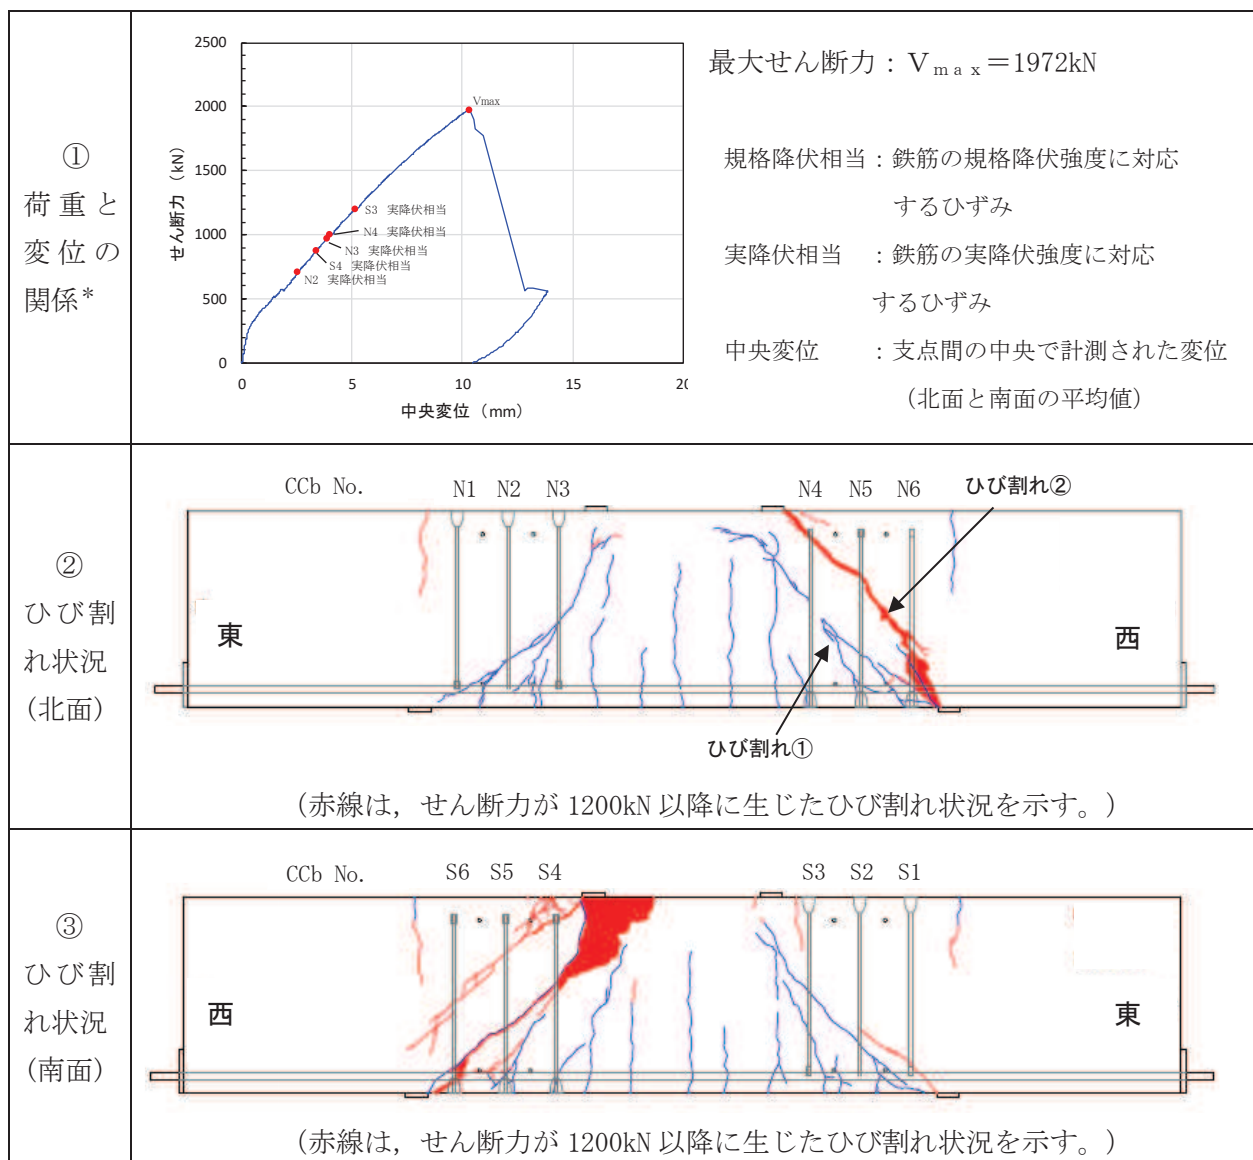 ①
荷重と
変位の
関係*
2500
2000
1500
1000
500
0
せん断力 (kN)
0
5
10
15
20
中央変位 (mm)
Vmax
S3 実降伏相当
N4 実降伏相当
N3 実降伏相当
S4 実降伏相当
N2 実降伏相当
最大せん断力:Vmax=1972kN
規格降伏相当:鉄筋の規格降伏強度に対応
するひずみ
実降伏相当 :鉄筋の実降伏強度に対応
するひずみ
中央変位 :支点間の中央で計測された変位
(北面と南面の平均値)
②
ひび割
れ状況
(北面)
CCb No. N1 N2 N3 N4 N5 N6
ひび割れ②
東
西
ひび割れ①
(赤線は,せん断力が 1200kN 以降に生じたひび割れ状況を示す。)
③
ひび割
れ状況
(南面)
CCb No. S6 S5 S4 S3 S2 S1
西
東
(赤線は,せん断力が 1200kN 以降に生じたひび割れ状況を示す。)